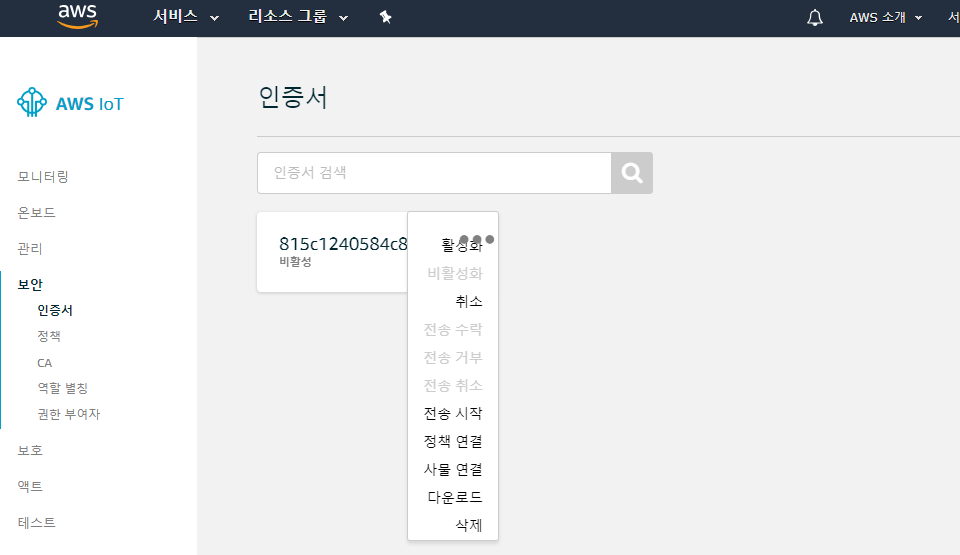 aws
서비스
리소스 그룹
AWS 소개
서
AWS IoT
모니터링
온보드
관리
보안
인증서
정책
CA
역할 별칭
권한 부여자
보호
액트
테스트
인증서
인증서 검색
815c1240584c8
비활성
활성화
비활성화
취소
전송 수락
전송 거부
전송 취소
전송 시작
정책 연결
사물 연결
다운로드
삭제